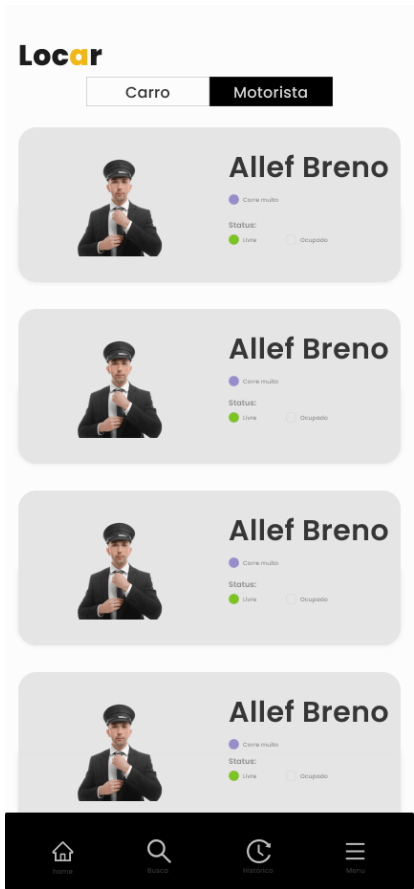 Locar
Carro Motorista
Allef Breno
Corre muito
Status:
Livre Ocupado
Allef Breno
Corre muito
Status:
Livre Ocupado
Allef Breno
Corre muito
Status:
Livre Ocupado
Allef Breno
Corre muito
Status:
Livre Ocupado
home Busca Histórico Menu